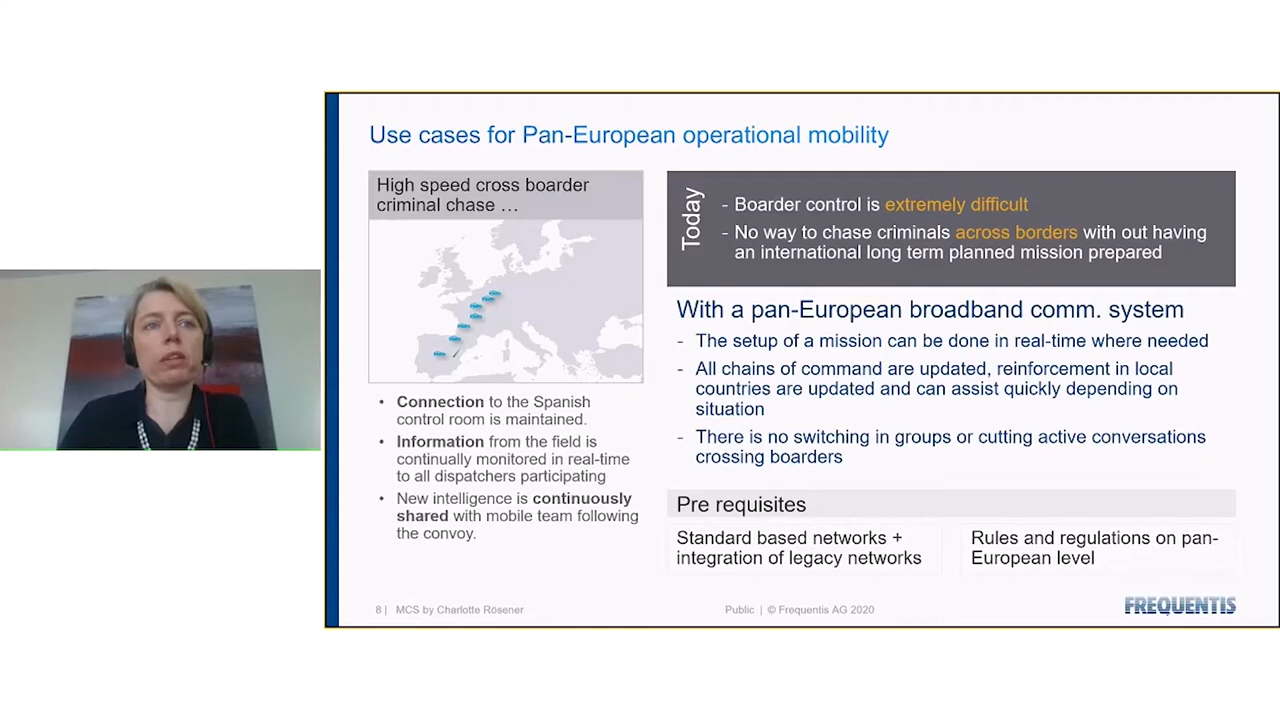 Use cases for Pan-European operational mobility
High speed cross boarder
criminal chase …
• Connection to the Spanish
control room is maintained.
• Information from the field is
continually monitored in real-time
to all dispatchers participating
• New intelligence is continuously
shared with mobile team following
the convoy.
Today
- Boarder control is extremely difficult
- No way to chase criminals across borders with out having
an international long term planned mission prepared
With a pan-European broadband comm. system
- The setup of a mission can be done in real-time where needed
- All chains of command are updated, reinforcement in local
countries are updated and can assist quickly depending on
situation
- There is no switching in groups or cutting active conversations
crossing boarders
Pre requisites
Standard based networks +
integration of legacy networks
Rules and regulations on pan-
European level
8 | MCS by Charlotte Rösener
Public | © Frequentis AG 2020
FREQUENTIS